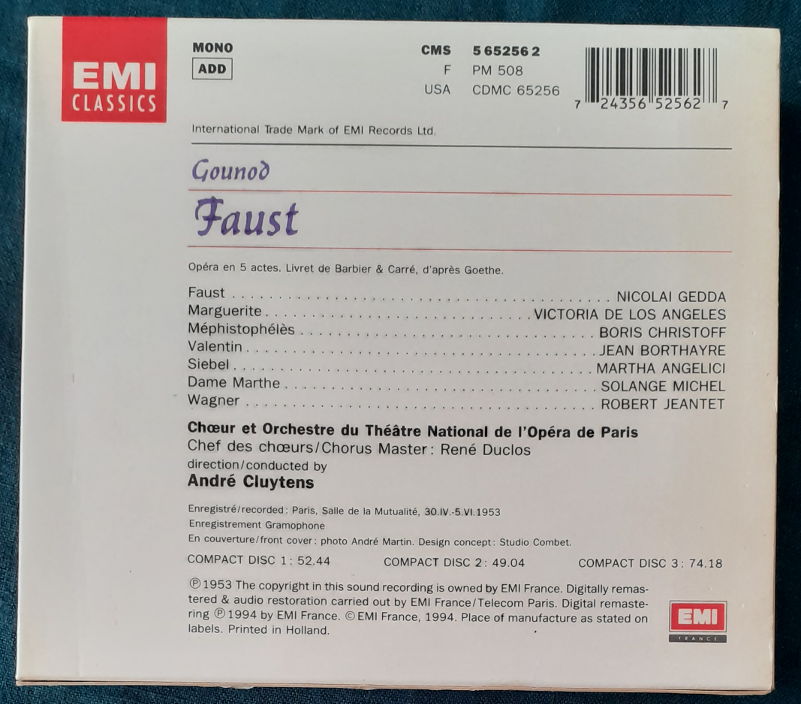 EMI
CLASSICS
MONO
ADD
CMS 5 65256 2
F PM 508
USA CDMC 65256
7 24356 52562 7
International Trade Mark of EMI Records Ltd.
Gounod
Faust
Opéra en 5 actes. Livret de Barbier & Carré, d'après Goethe.
Faust . . . . . . . . . . . . . . . . . . . . NICOLAI GEDDA
Marguerite . . . . . . . . . . . . . . . . . . . . VICTORIA DE LOS ANGELES
Méphistophélès . . . . . . . . . . . . . . . . . . . . BORIS CHRISTOFF
Valentin . . . . . . . . . . . . . . . . . . . . JEAN BORTHAYRE
Siebel . . . . . . . . . . . . . . . . . . . . MARTHA ANGELICI
Dame Marthe . . . . . . . . . . . . . . . . . . . . SOLANGE MICHEL
Wagner . . . . . . . . . . . . . . . . . . . . ROBERT JEANTET
Chœur et Orchestre du Théâtre National de l'Opéra de Paris
Chef des chœurs/Chorus Master: René Duclos
direction/conducted by
André Cluytens
Enregistré/recorded: Paris, Salle de la Mutualité, 30.IV.-5.VI.1953
Enregistrement Gramophone
En couverture/front cover: photo André Martin. Design concept: Studio Combet.
COMPACT DISC 1: 52.44 COMPACT DISC 2: 49.04 COMPACT DISC 3: 74.18
℗ 1953 The copyright in this sound recording is owned by EMI France. Digitally remas-
tered & audio restoration carried out by EMI France/Telecom Paris. Digital remaste-
ring ℗ 1994 by EMI France. © EMI France, 1994. Place of manufacture as stated on
labels. Printed in Holland.
EMI
FRANCE